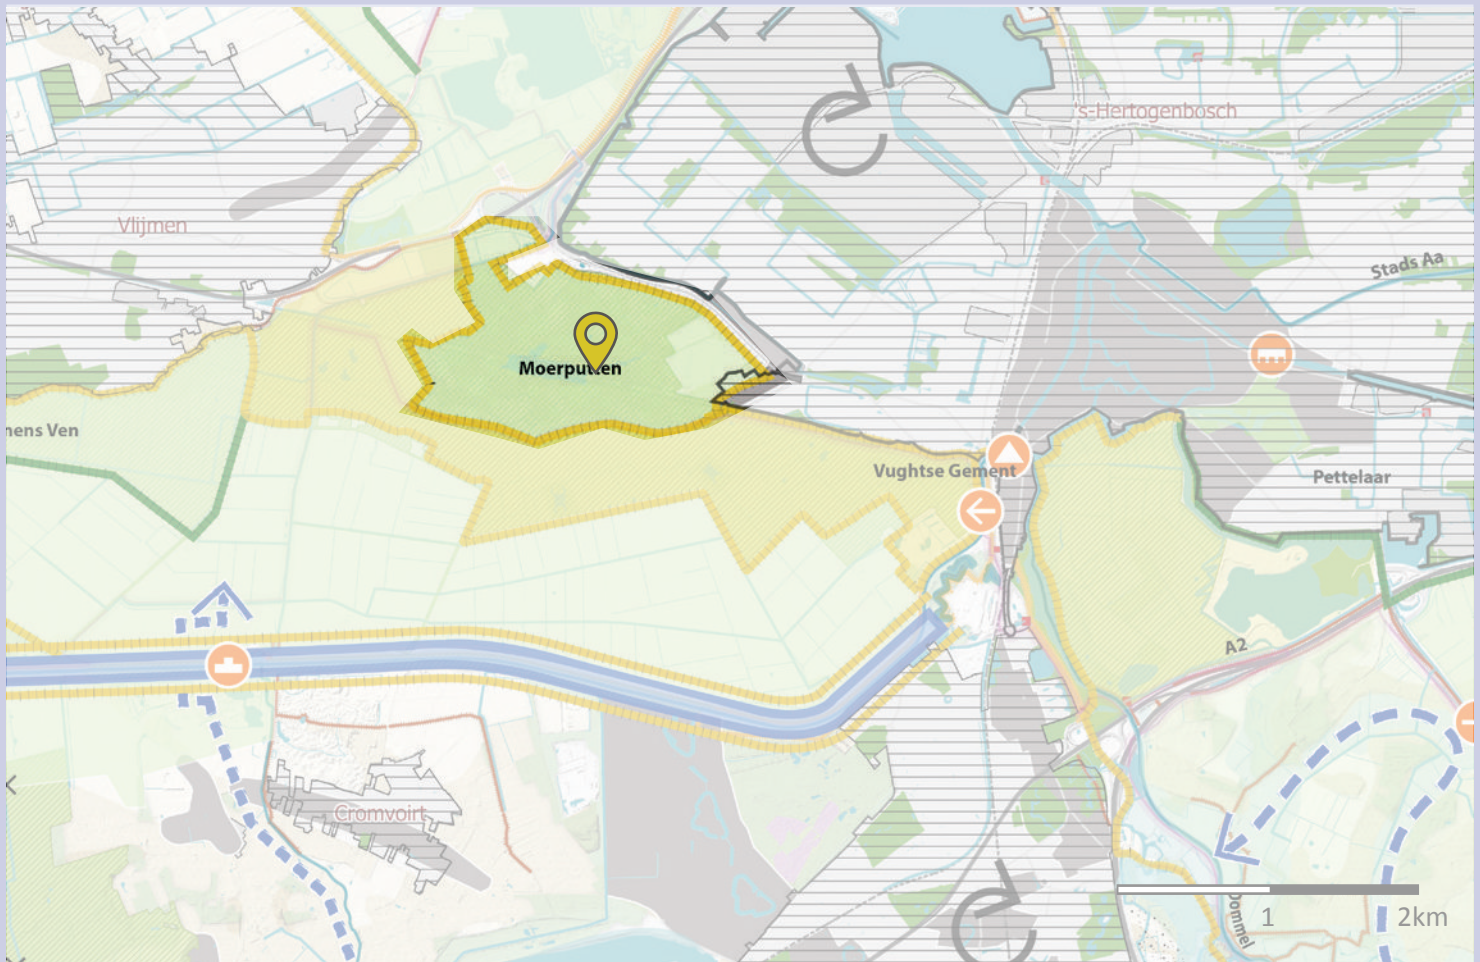 's-Hertogenbosch
Vlijmen
Stads Aa
Moerputten
nens Ven
Vughtse Gement
Pettelaar
A2
Cromvoirt
Dommel
1
2km